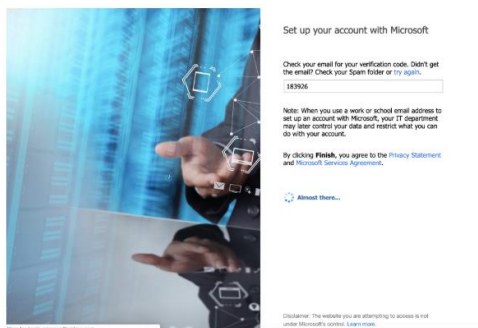 Set up your account with Microsoft
Check your email for your verification code. Didn't get
the email? Check your Spam folder or try again.
183926
Note: When you use a work or school email address to
set up an account with Microsoft, your IT department
may later control your data and restrict what you can
do with your account.
By clicking Finish, you agree to the Privacy Statement
and Microsoft Services Agreement.
Almost there...
Disclaimer: The website you are attempting to access is not
under Microsoft's control. Learn more.